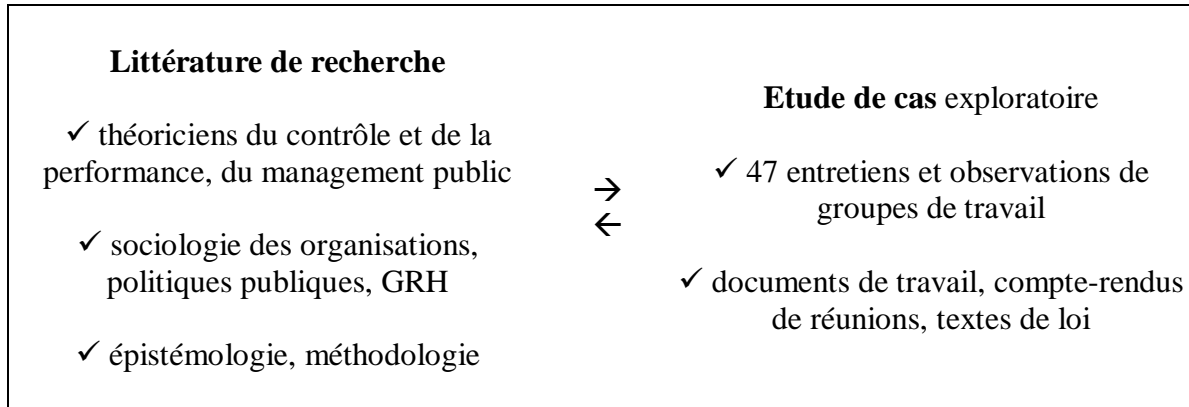 Littérature de recherche
✓ théoriciens du contrôle et de la
performance, du management public
✓ sociologie des organisations,
politiques publiques, GRH
✓ épistémologie, méthodologie
→
←
Etude de cas exploratoire
✓ 47 entretiens et observations de
groupes de travail
✓ documents de travail, compte-rendus
de réunions, textes de loi